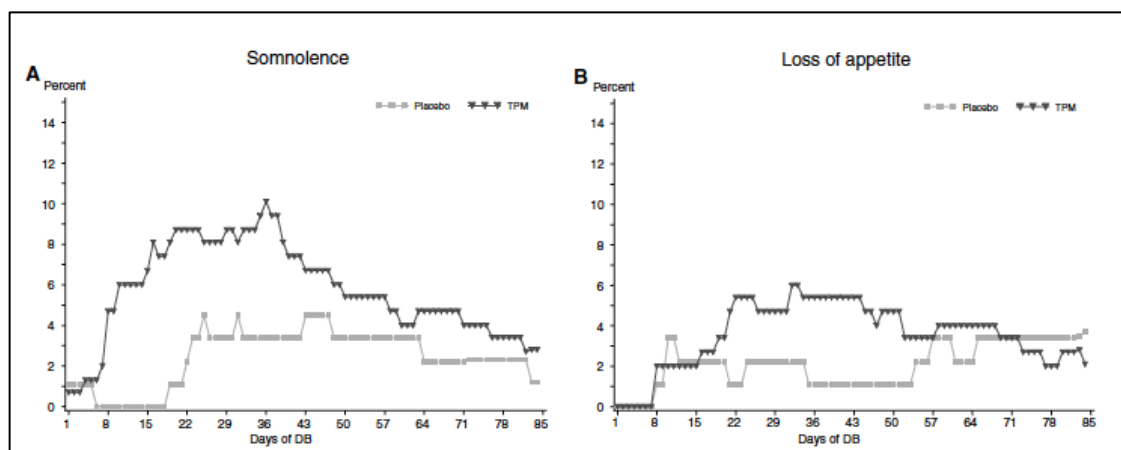 Somnolence
A
Percent
Placebo TPM
14
12
10
8
6
4
2
0
1 8 15 22 29 36 43 50 57 64 71 78 85
Days of DB
Loss of appetite
B
Percent
Placebo TPM
14
12
10
8
6
4
2
0
1 8 15 22 29 36 43 50 57 64 71 78 85
Days of DB